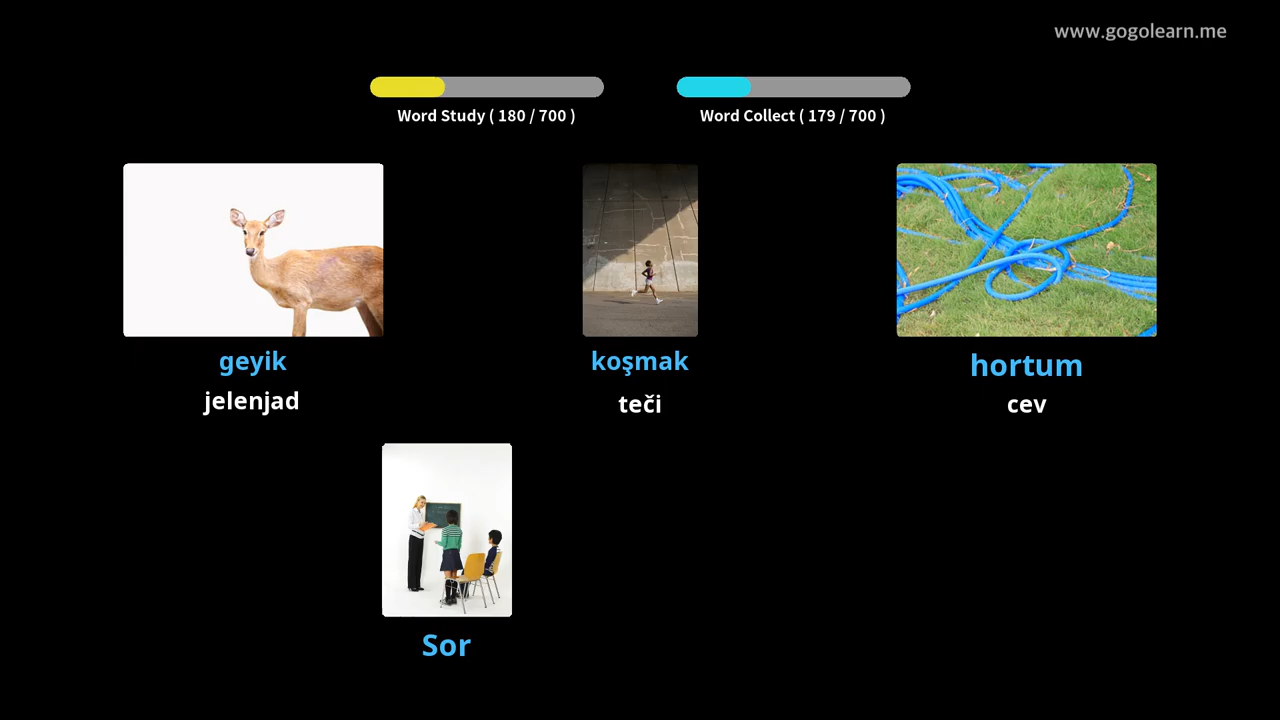 www.gogolearn.me
Word Study ( 180 / 700 )
Word Collect ( 179 / 700 )
geyik
koşmak
hortum
jelenjad
teči
cev
Sor